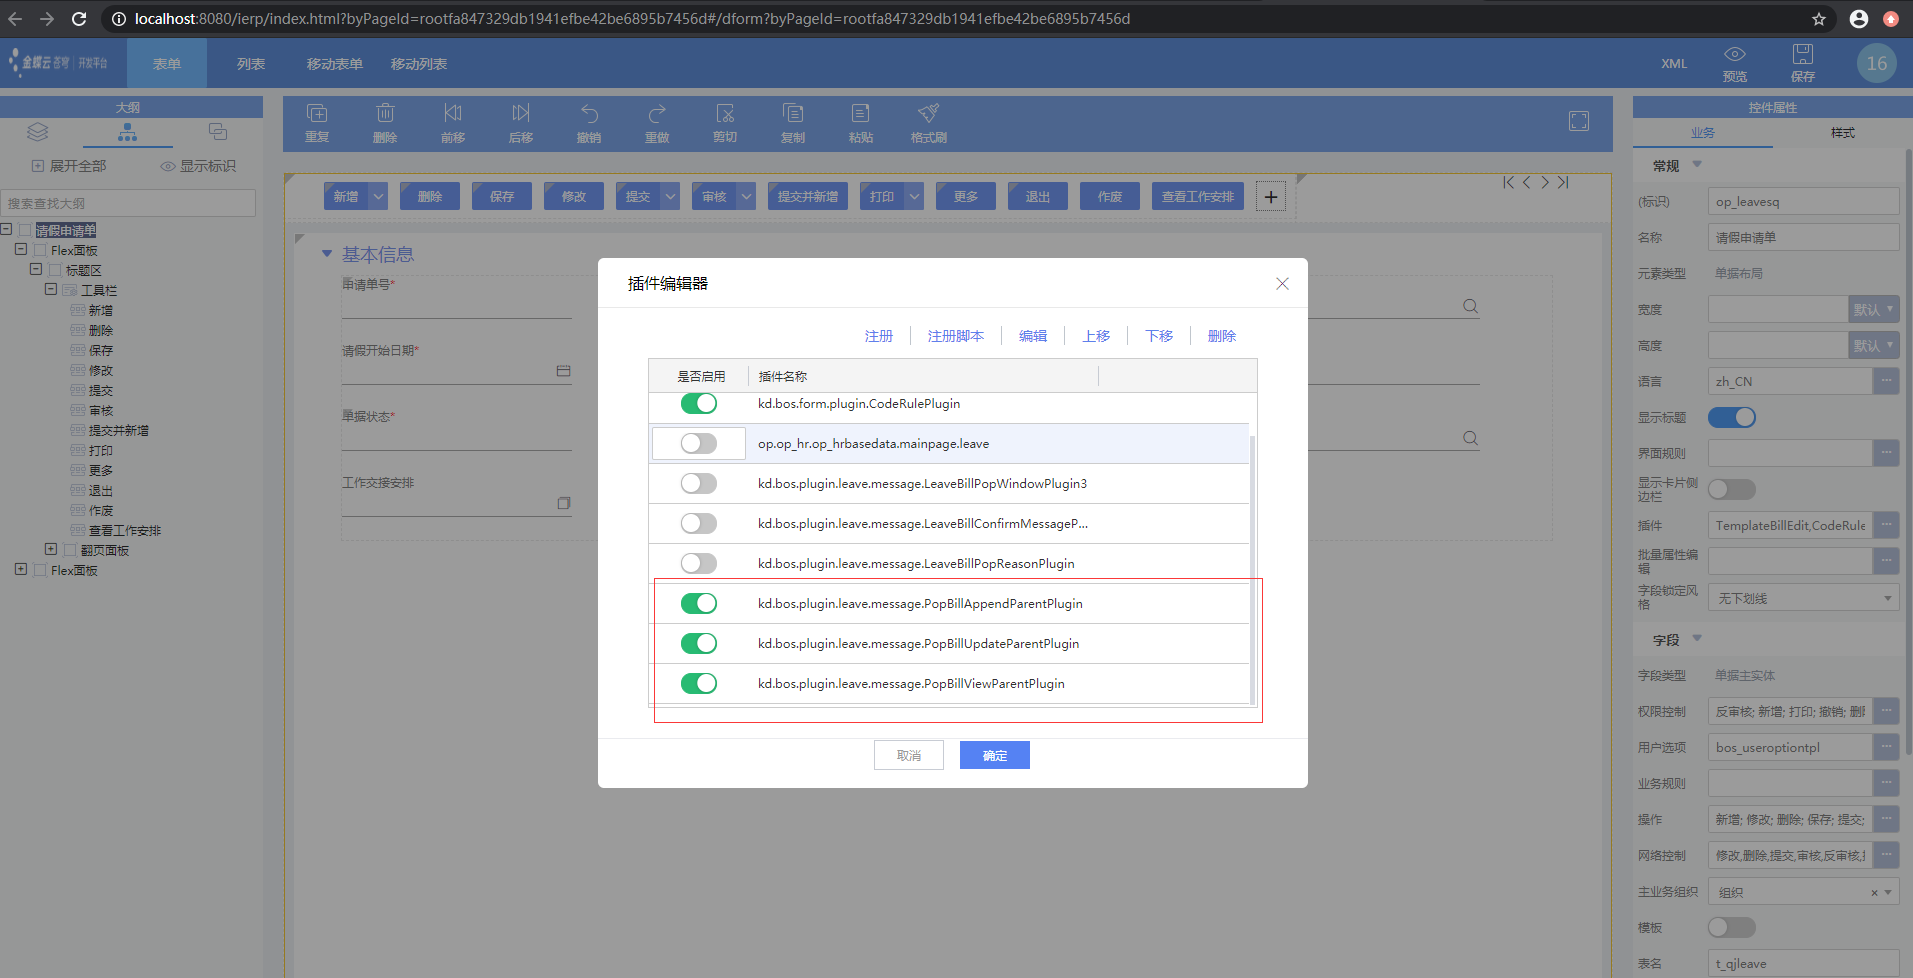 localhost:8080/ierp/index.html?byPageId=rootfa847329db1941efbe42be6895b7456d#/dform?byPageId=rootfa847329db1941efbe42be6895b7456d
金蝶云 苍穹 | 开发平台
表单
列表
移动表单
移动列表
XML
预览
保存
16
大纲
展开全部
显示标识
搜索查找大纲
请假申请单
Flex面板
标题区
工具栏
新增
删除
保存
修改
提交
审核
提交并新增
打印
更多
退出
作废
查看工作安排
翻页面板
Flex面板
重复
删除
前移
后移
撤销
重做
剪切
复制
粘贴
格式刷
新增
删除
保存
修改
提交
审核
提交并新增
打印
更多
退出
作废
查看工作安排
基本信息
申请单号*
请假开始日期*
单据状态*
工作交接安排
插件编辑器
注册
注册脚本
编辑
上移
下移
删除
是否启用
插件名称
kd.bos.form.plugin.CodeRulePlugin
op.op_hr.op_hrbasedata.mainpage.leave
kd.bos.plugin.leave.message.LeaveBillPopWindowPlugin3
kd.bos.plugin.leave.message.LeaveBillConfirmMessageP...
kd.bos.plugin.leave.message.LeaveBillPopReasonPlugin
kd.bos.plugin.leave.message.PopBillAppendParentPlugin
kd.bos.plugin.leave.message.PopBillUpdateParentPlugin
kd.bos.plugin.leave.message.PopBillViewParentPlugin
取消
确定
控件属性
业务
样式
常规
(标识)
op_leavesq
名称
请假申请单
元素类型
单据布局
宽度
默认
高度
默认
语言
zh_CN
显示标题
界面规则
显示卡片侧
边栏
插件
TemplateBillEdit,CodeRule
批量属性编
辑
字段锁定风
格
无下划线
字段
字段类型
单据主实体
权限控制
反审核; 新增; 打印; 撤销;
用户选项
bos_useroptiontpl
业务规则
操作
新增; 修改; 删除; 保存; 提交;
网络控制
修改,删除,提交,审核,反审核,
主业务组织
组织
模板
表名
t_qjleave